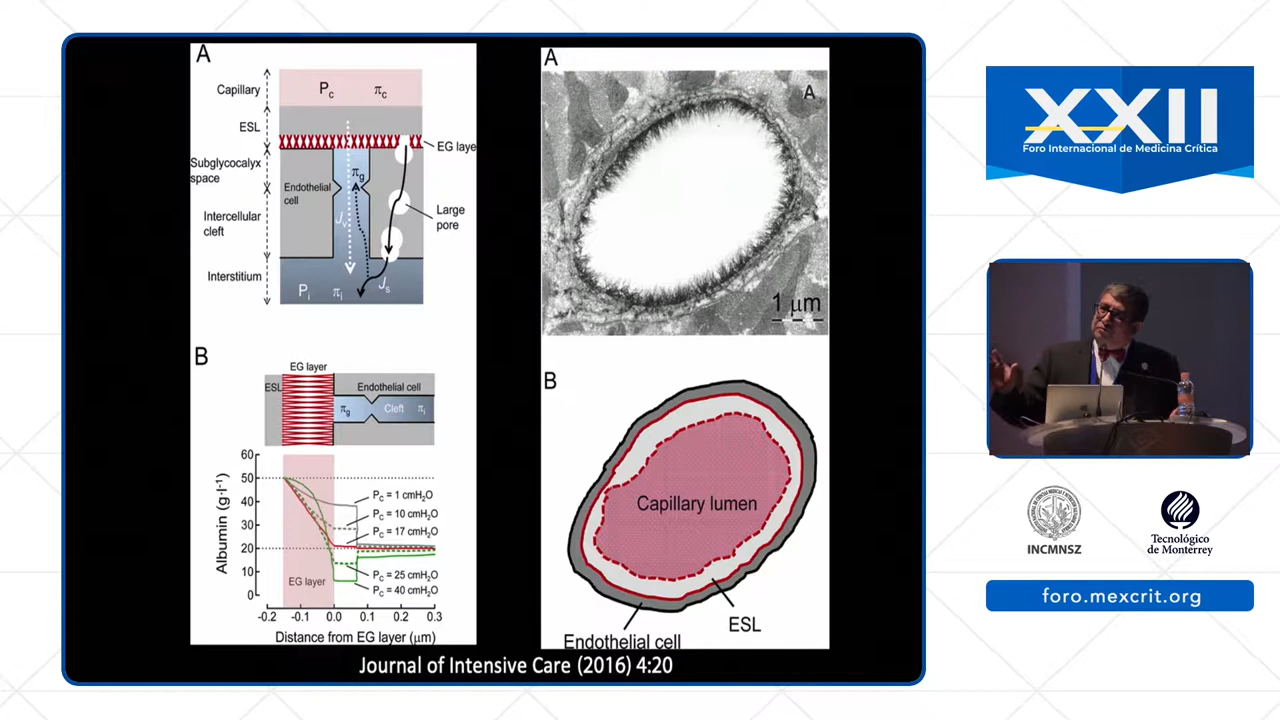 A
Capillary
Pc
πc
ESL
EG laye
Subglycocalyx
space
πg
Endothelial
cell
Jv
Large
pore
Intercellular
cleft
Interstitium
Pi
πi
Js
B
EG layer
ESL
Endothelial cell
πg
Cleft
πi
60
50
40
30
20
10
0
Albumin (g·l-1)
Pc = 1 cmH2O
Pc = 10 cmH2O
Pc = 17 cmH2O
Pc = 25 cmH2O
Pc = 40 cmH2O
EG layer
-0.2 -0.1 0.0 0.1 0.2 0.3
Distance from EG layer (μm)
A
A
1 μm
B
Capillary lumen
ESL
Endothelial cell
Journal of Intensive Care (2016) 4:20
XXII
Foro Internacional de Medicina Crítica
INCMNSZ
Tecnológico
de Monterrey
foro.mexcrit.org